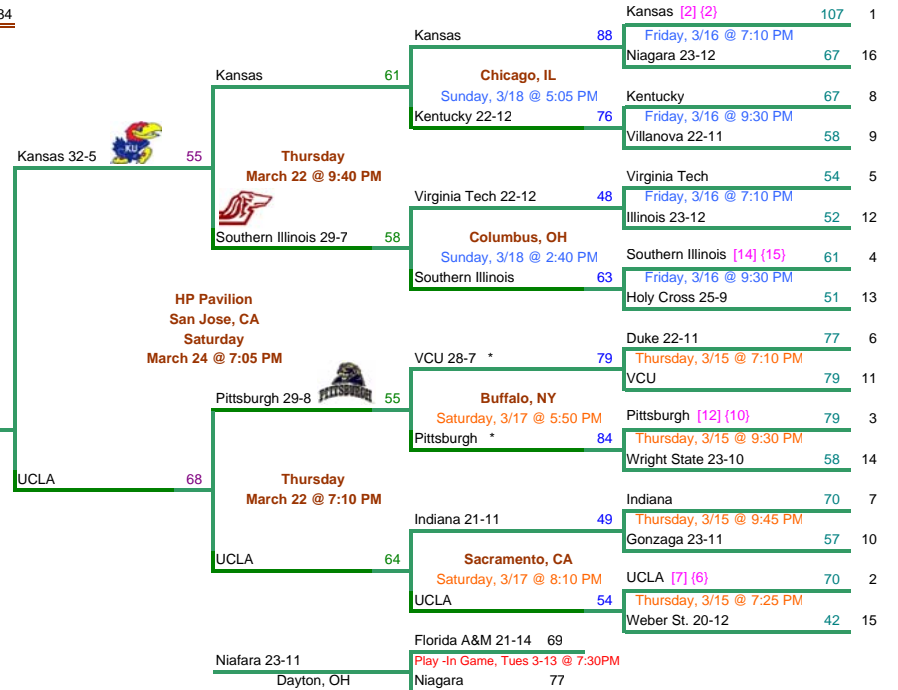 34
Kansas [2] {2} 107 1
Friday, 3/16 @ 7:10 PM
Niagara 23-12 67 16
Kansas 88
Chicago, IL
Sunday, 3/18 @ 5:05 PM
Kentucky 22-12 76
Kentucky 67 8
Friday, 3/16 @ 9:30 PM
Villanova 22-11 58 9
Kansas 61
Thursday
March 22 @ 9:40 PM
Southern Illinois 29-7 58
Virginia Tech 54 5
Friday, 3/16 @ 7:10 PM
Illinois 23-12 52 12
Virginia Tech 22-12 48
Columbus, OH
Sunday, 3/18 @ 2:40 PM
Southern Illinois 63
Southern Illinois [14] {15} 61 4
Friday, 3/16 @ 9:30 PM
Holy Cross 25-9 51 13
Kansas 32-5 KU 55
HP Pavilion
San Jose, CA
Saturday
March 24 @ 7:05 PM
UCLA 68
Duke 22-11 77 6
Thursday, 3/15 @ 7:10 PM
VCU 79 11
VCU 28-7 * 79
Buffalo, NY
Saturday, 3/17 @ 5:50 PM
Pittsburgh * 84
Pittsburgh [12] {10} 79 3
Thursday, 3/15 @ 9:30 PM
Wright State 23-10 58 14
Pittsburgh 29-8 PITTSBURGH 55
Thursday
March 22 @ 7:10 PM
UCLA 64
Indiana 70 7
Thursday, 3/15 @ 9:45 PM
Gonzaga 23-11 57 10
Indiana 21-11 49
Sacramento, CA
Saturday, 3/17 @ 8:10 PM
UCLA 54
UCLA [7] {6} 70 2
Thursday, 3/15 @ 7:25 PM
Weber St. 20-12 42 15
Florida A&M 21-14 69
Niafara 23-11 Play -In Game, Tues 3-13 @ 7:30PM
Dayton, OH Niagara 77